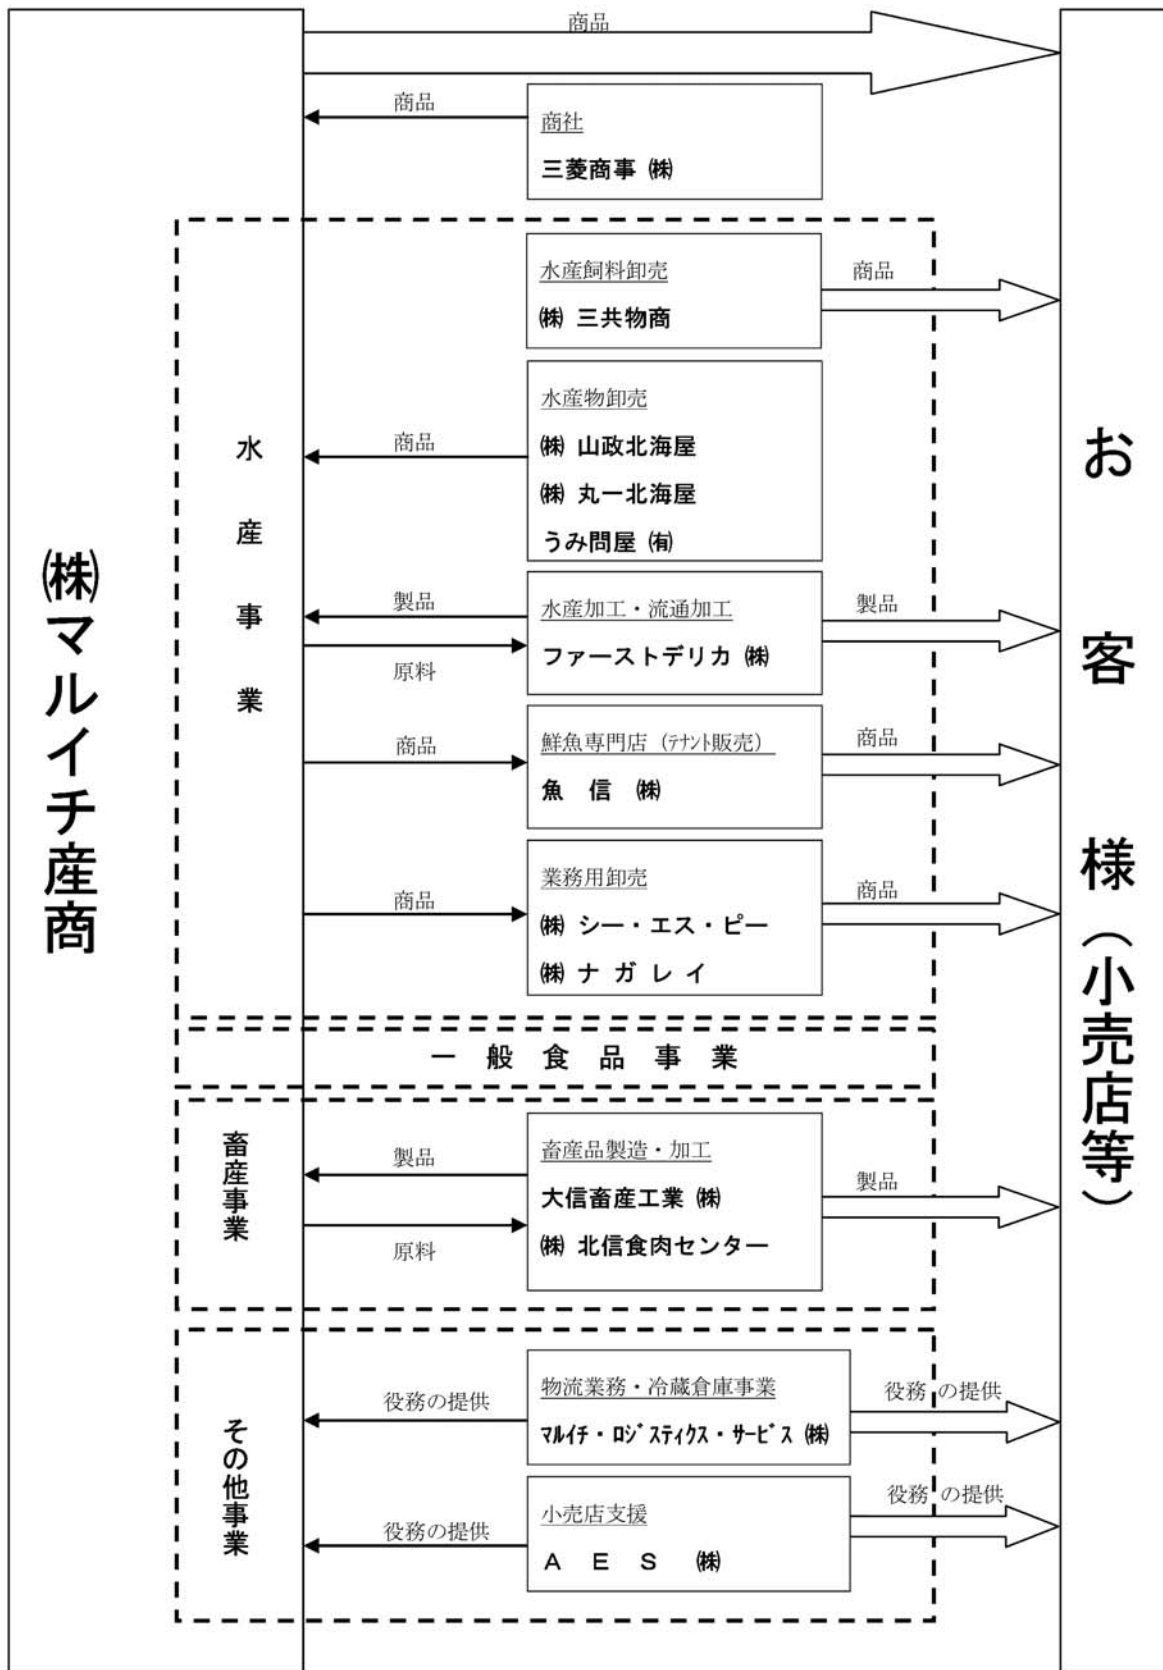 商品
商品
商社
三菱商事 ㈱
水産飼料卸売
㈱ 三共物商
商品
水産物卸売
㈱ 山政北海屋
㈱ 丸一北海屋
うみ問屋 ㈲
商品
水産事業
製品
原料
水産加工・流通加工
ファーストデリカ ㈱
製品
商品
鮮魚専門店（ﾃﾅﾝﾄ販売）
魚 信 ㈱
商品
商品
業務用卸売
㈱ シー・エス・ピー
㈱ ナ ガ レ イ
商品
㈱マルイチ産商
お客様（小売店等）
一 般 食 品 事 業
畜産事業
製品
原料
畜産品製造・加工
大信畜産工業 ㈱
㈱ 北信食肉センター
製品
その他事業
役務の提供
物流業務・冷蔵倉庫事業
ﾏﾙｲﾁ・ﾛｼﾞｽﾃｨｸｽ・ｻｰﾋﾞｽ ㈱
役務 の提供
役務の提供
小売店支援
Ａ Ｅ Ｓ ㈱
役務 の提供